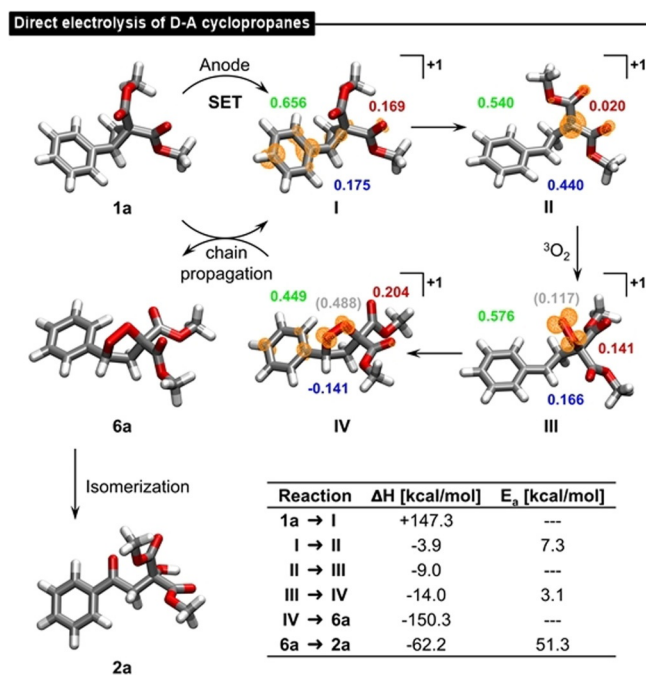 Direct electrolysis of D-A cyclopropanes
Anode
SET
+1
+1
0.656
0.169
0.540
0.020
0.175
0.440
1a
I
II
chain
propagation
³O₂
+1
+1
0.449
(0.488)
0.204
0.576
(0.117)
0.141
-0.141
0.166
6a
IV
III
Isomerization
2a
Reaction ΔH [kcal/mol] Eₐ [kcal/mol]
1a → I +147.3 ---
I → II -3.9 7.3
II → III -9.0 ---
III → IV -14.0 3.1
IV → 6a -150.3 ---
6a → 2a -62.2 51.3